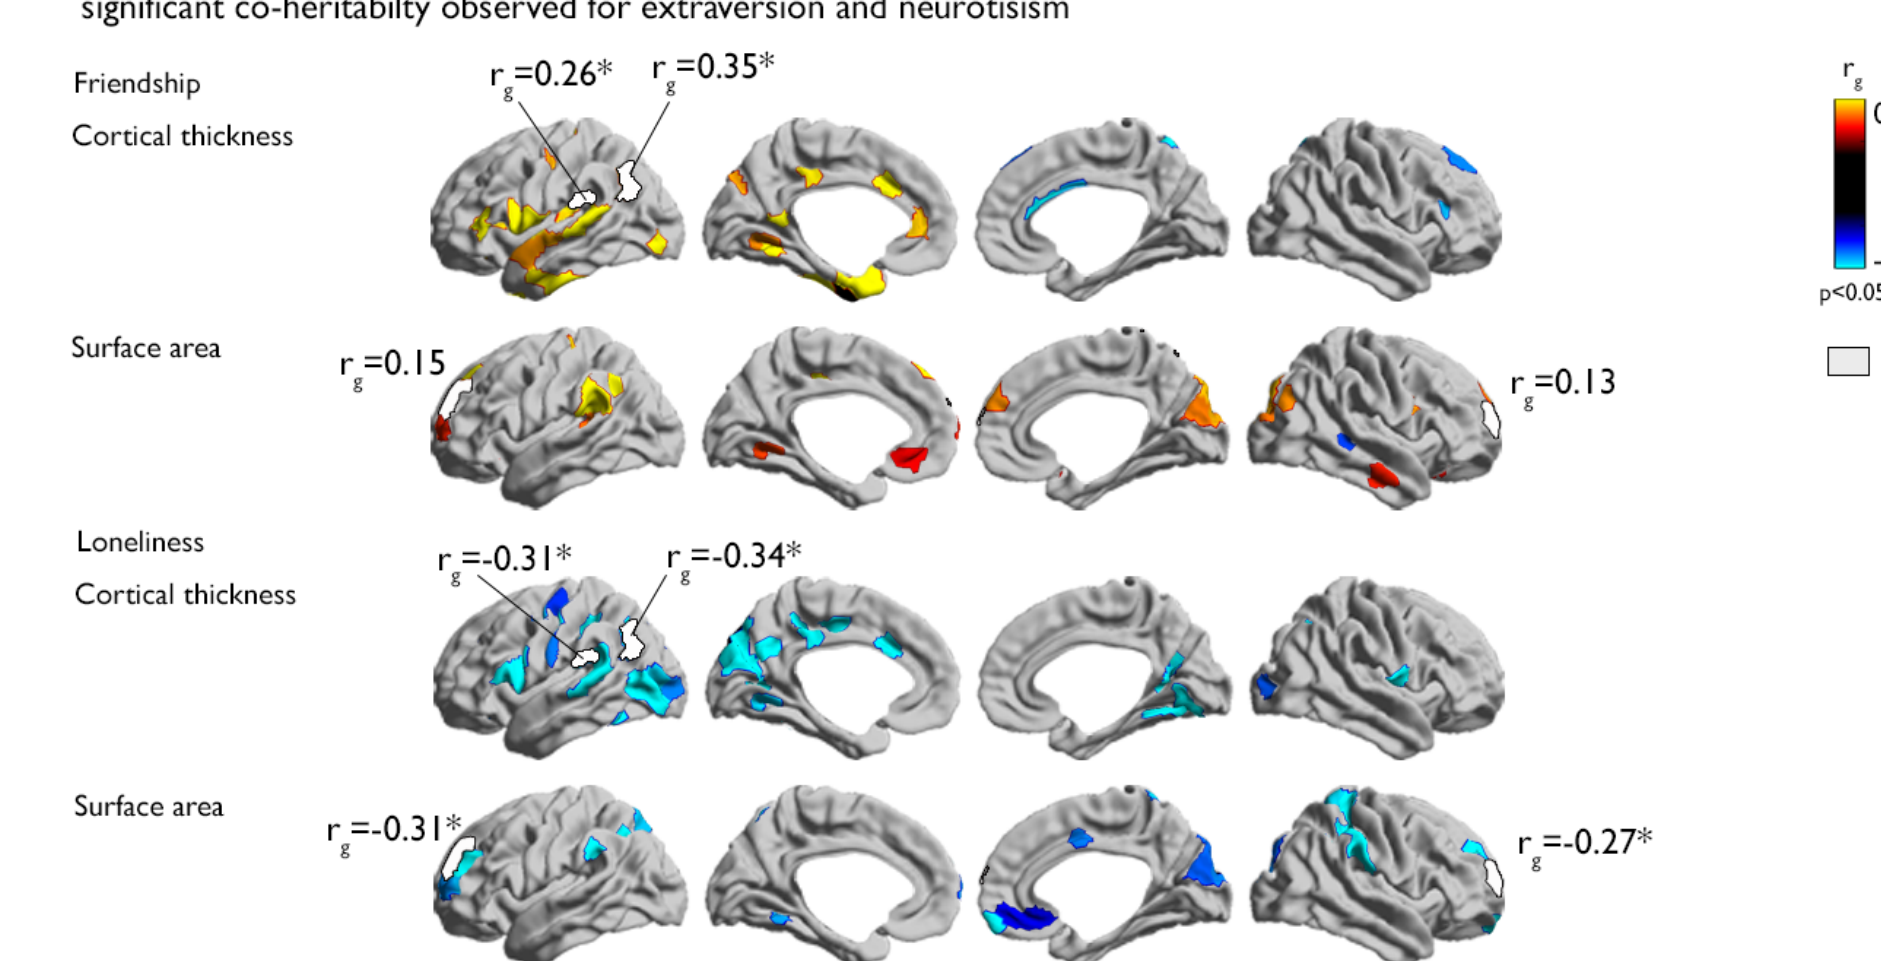 significant co-heritabilty observed for extraversion and neurotisism
Friendship
rg=0.26*
rg=0.35*
rg
Cortical thickness
p<0.05
Surface area
rg=0.15
rg=0.13
Loneliness
rg=-0.31*
rg=-0.34*
Cortical thickness
Surface area
rg=-0.31*
rg=-0.27*